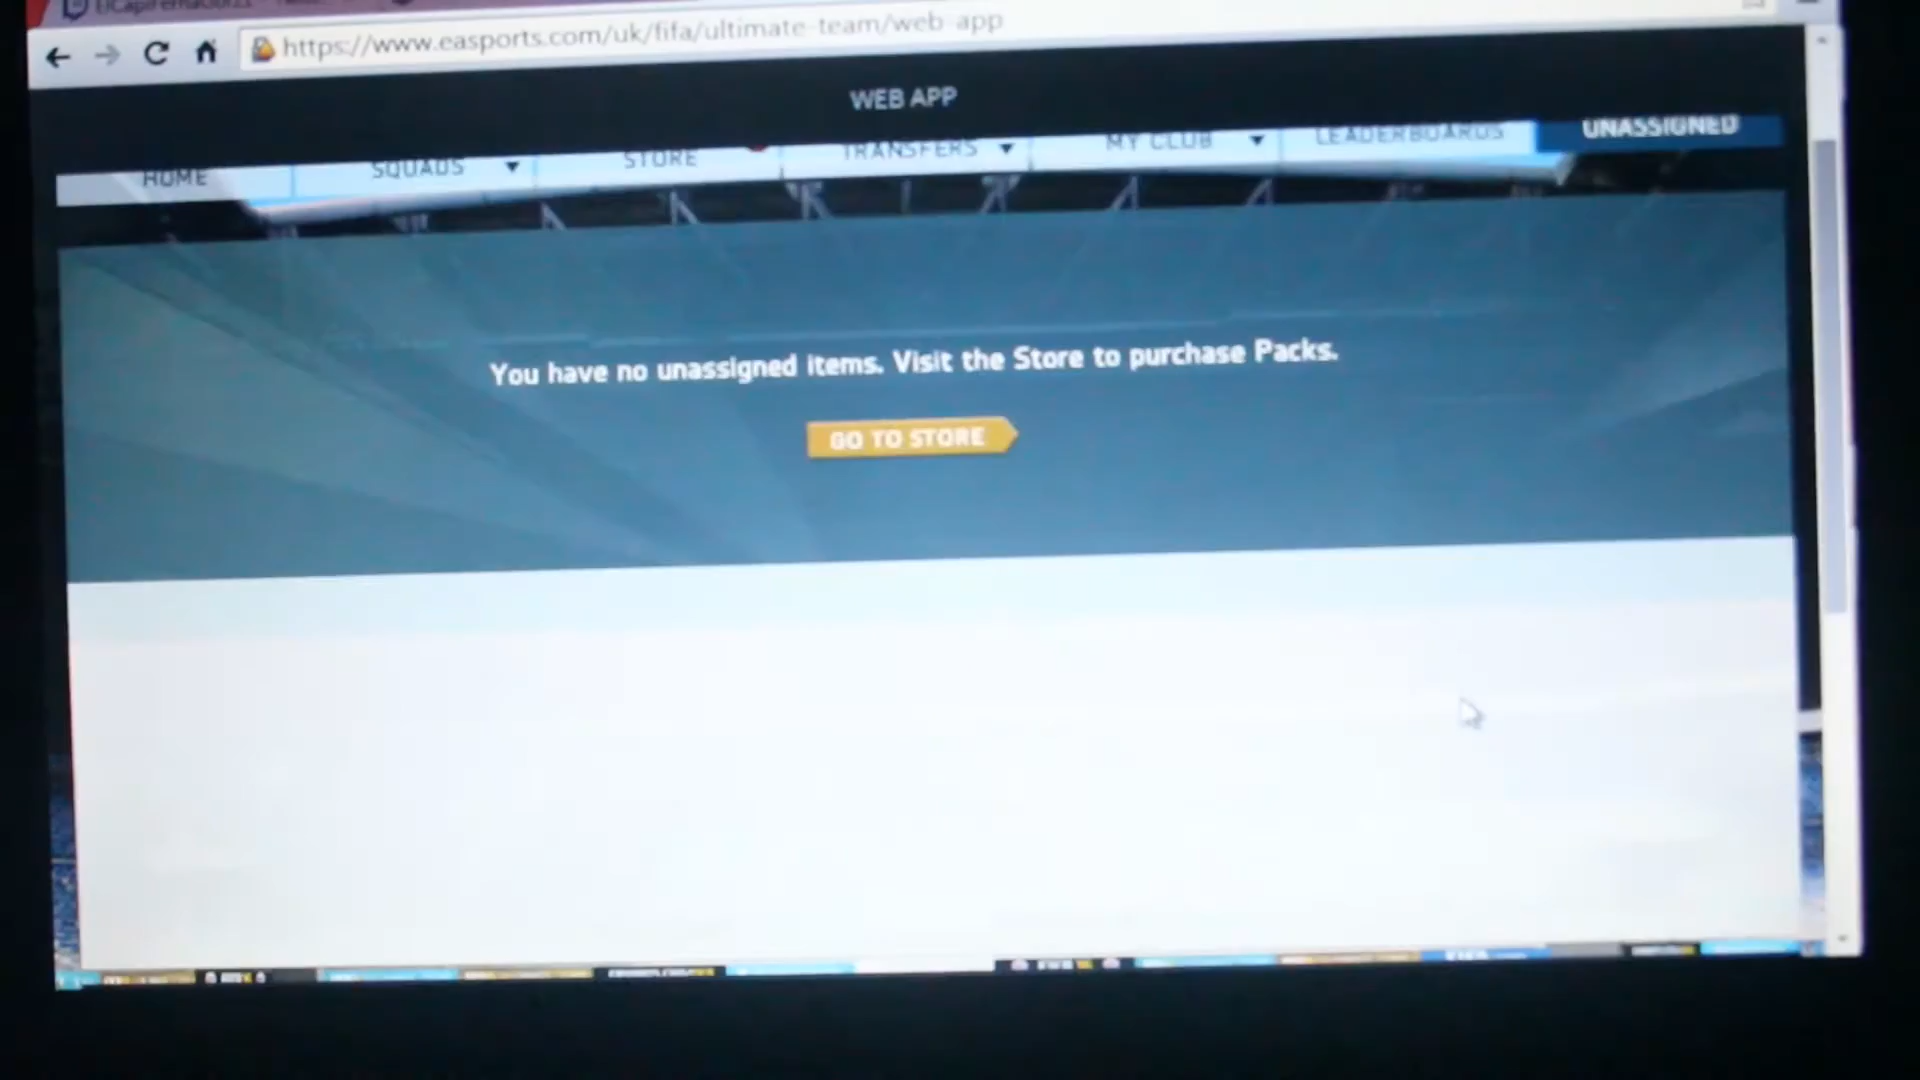 https://www.easports.com/uk/fifa/ultimate-team/web-app
WEB APP
HOME SQUADS STORE TRANSFERS MY CLUB LEADERBOARDS UNASSIGNED
You have no unassigned items. Visit the Store to purchase Packs.
GO TO STORE